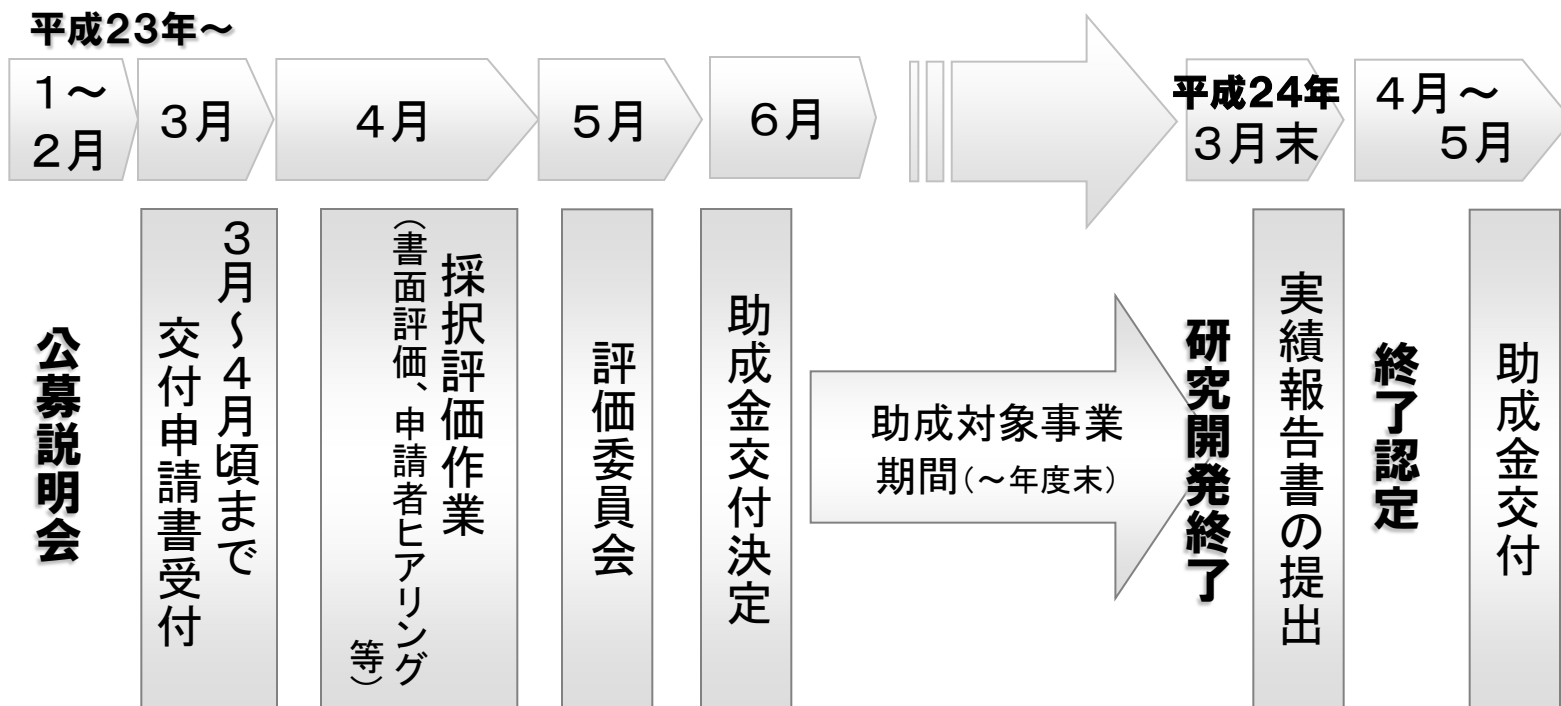 平成23年～
1～
2月
3月
4月
5月
6月
平成24年
3月末
4月～
5月
公募説明会
3月～4月頃まで
交付申請書受付
採択評価作業
（書面評価、申請者ヒアリング
等）
評価委員会
助成金交付決定
助成対象事業
期間（～年度末）
研究開発終了
実績報告書の提出
終了認定
助成金交付